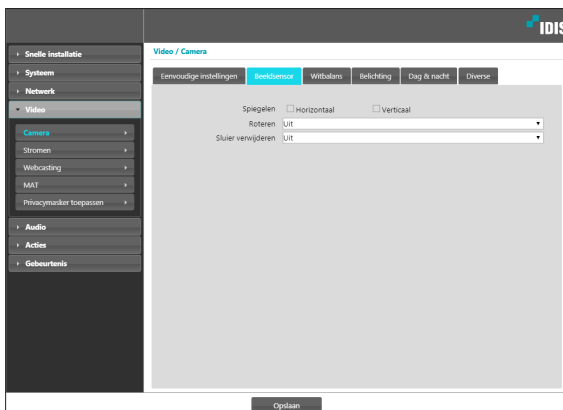 IDIS
Snelle installatie
Systeem
Netwerk
Video
Camera
Stromen
Webcasting
MAT
Privacymasker toepassen
Audio
Acties
Gebeurtenis
Video / Camera
Eenvoudige instellingen Beeldsensor Witbalans Belichting Dag & nacht Diverse
Spiegelen Horizontaal Verticaal
Roteren Uit
Sluier verwijderen Uit
Opslaan